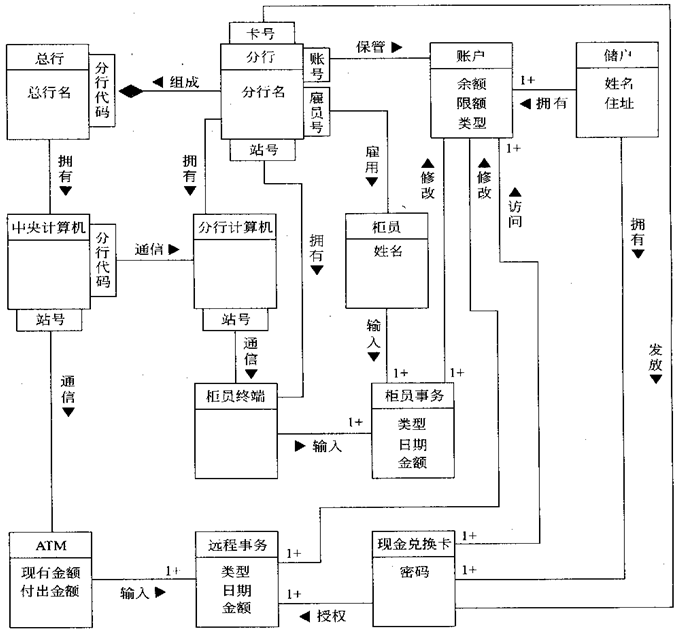 卡号
总行
分行代码
分行
账号
保管 ▶
账户
储户
总行名
◀ 组成
分行名
雇员号
余额
限额
类型
1+
◀ 拥有
姓名
住址
站号
1+
拥有▼
拥有▼
雇用▼
▲修改
▲修改
▲访问
中央计算机
分行代码
通信 ▶
分行计算机
拥有▼
柜员
姓名
拥有▼
站号
站号
通信▼
输入▼
发放▼
通信▼
柜员终端
1+
1+
柜员事务
1+
▶ 输入
类型
日期
金额
ATM
现有金额
付出金额
1+
输入 ▶
远程事务
类型
日期
金额
1+
1+
◀ 授权
现金兑换卡
密码
1+
1+